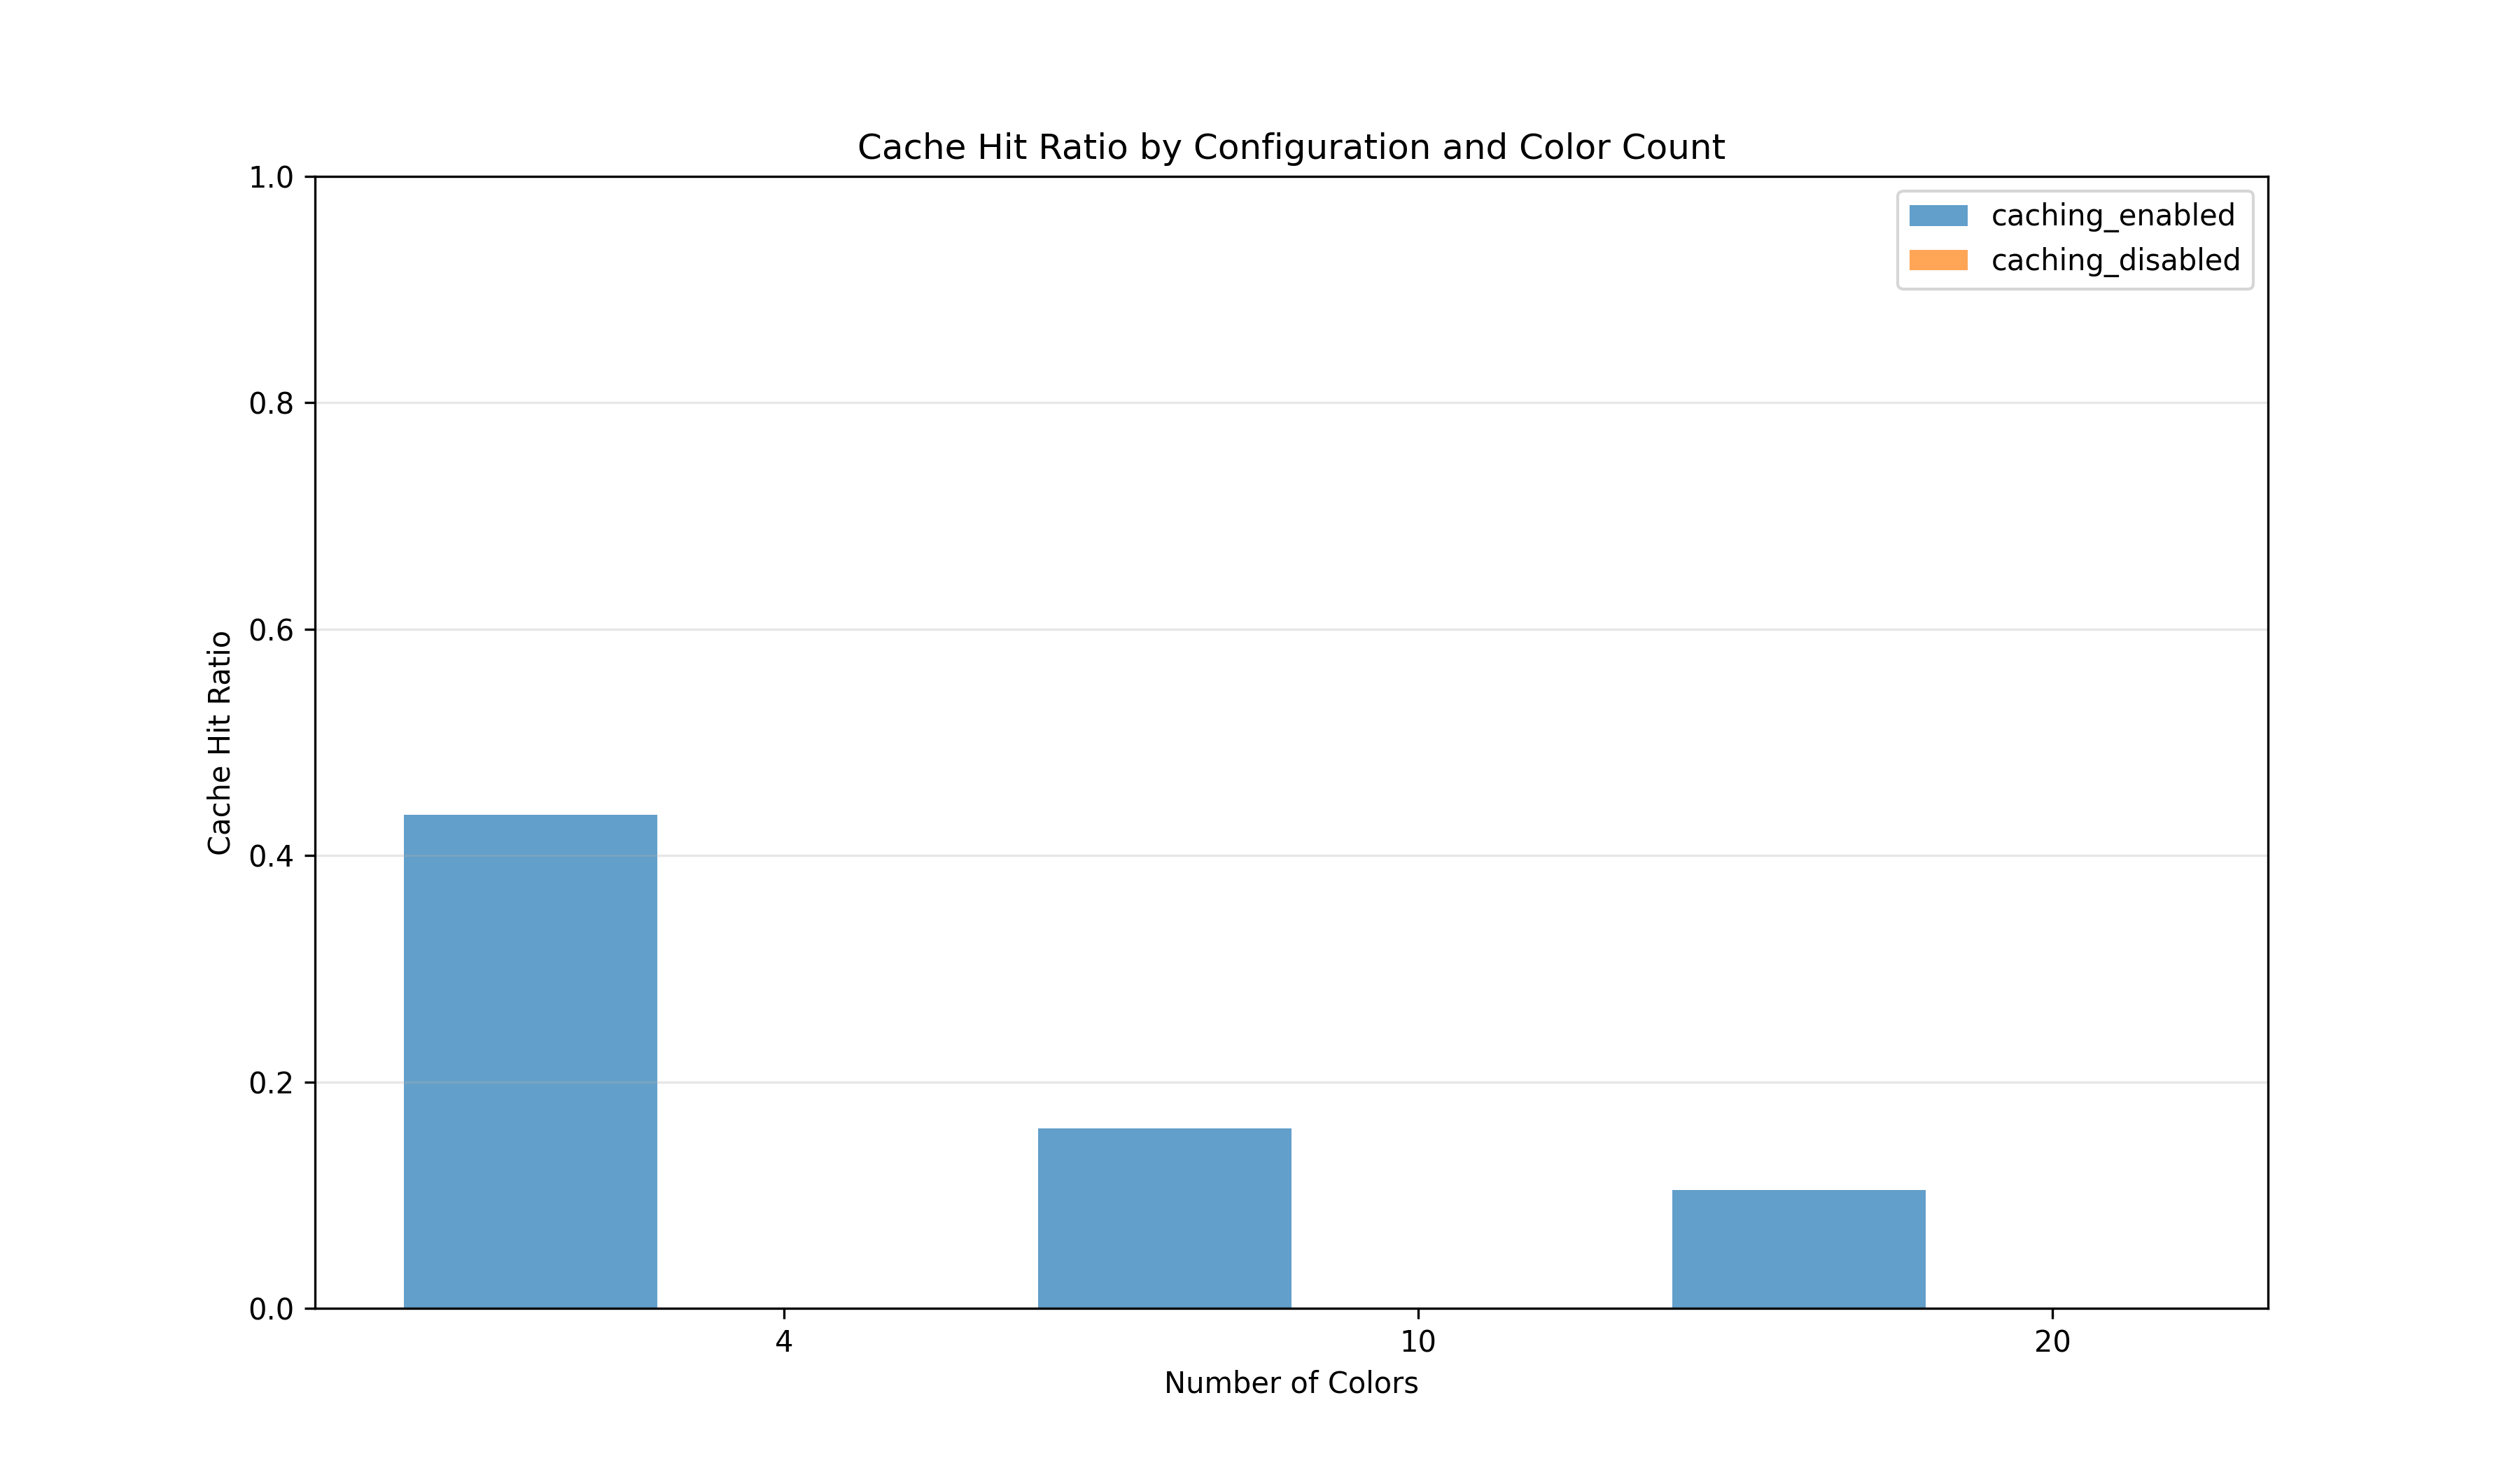 Cache Hit Ratio by Configuration and Color Count
caching_enabled
caching_disabled
Cache Hit Ratio
1.0
0.8
0.6
0.4
0.2
0.0
4
10
20
Number of Colors